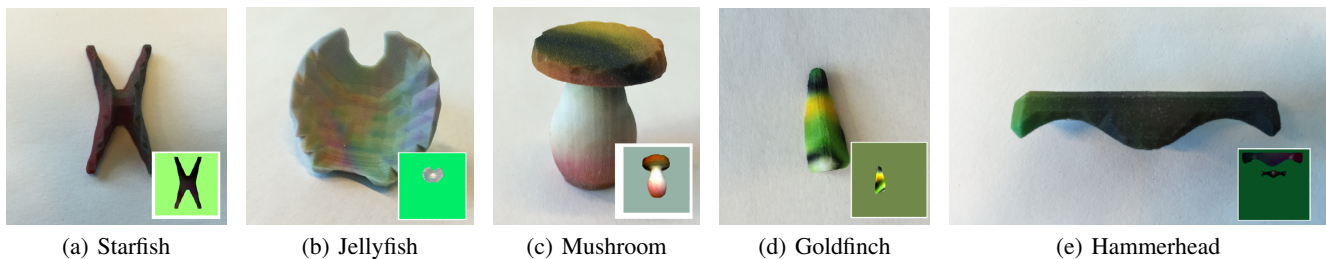 (a) Starfish
(b) Jellyfish
(c) Mushroom
(d) Goldfinch
(e) Hammerhead